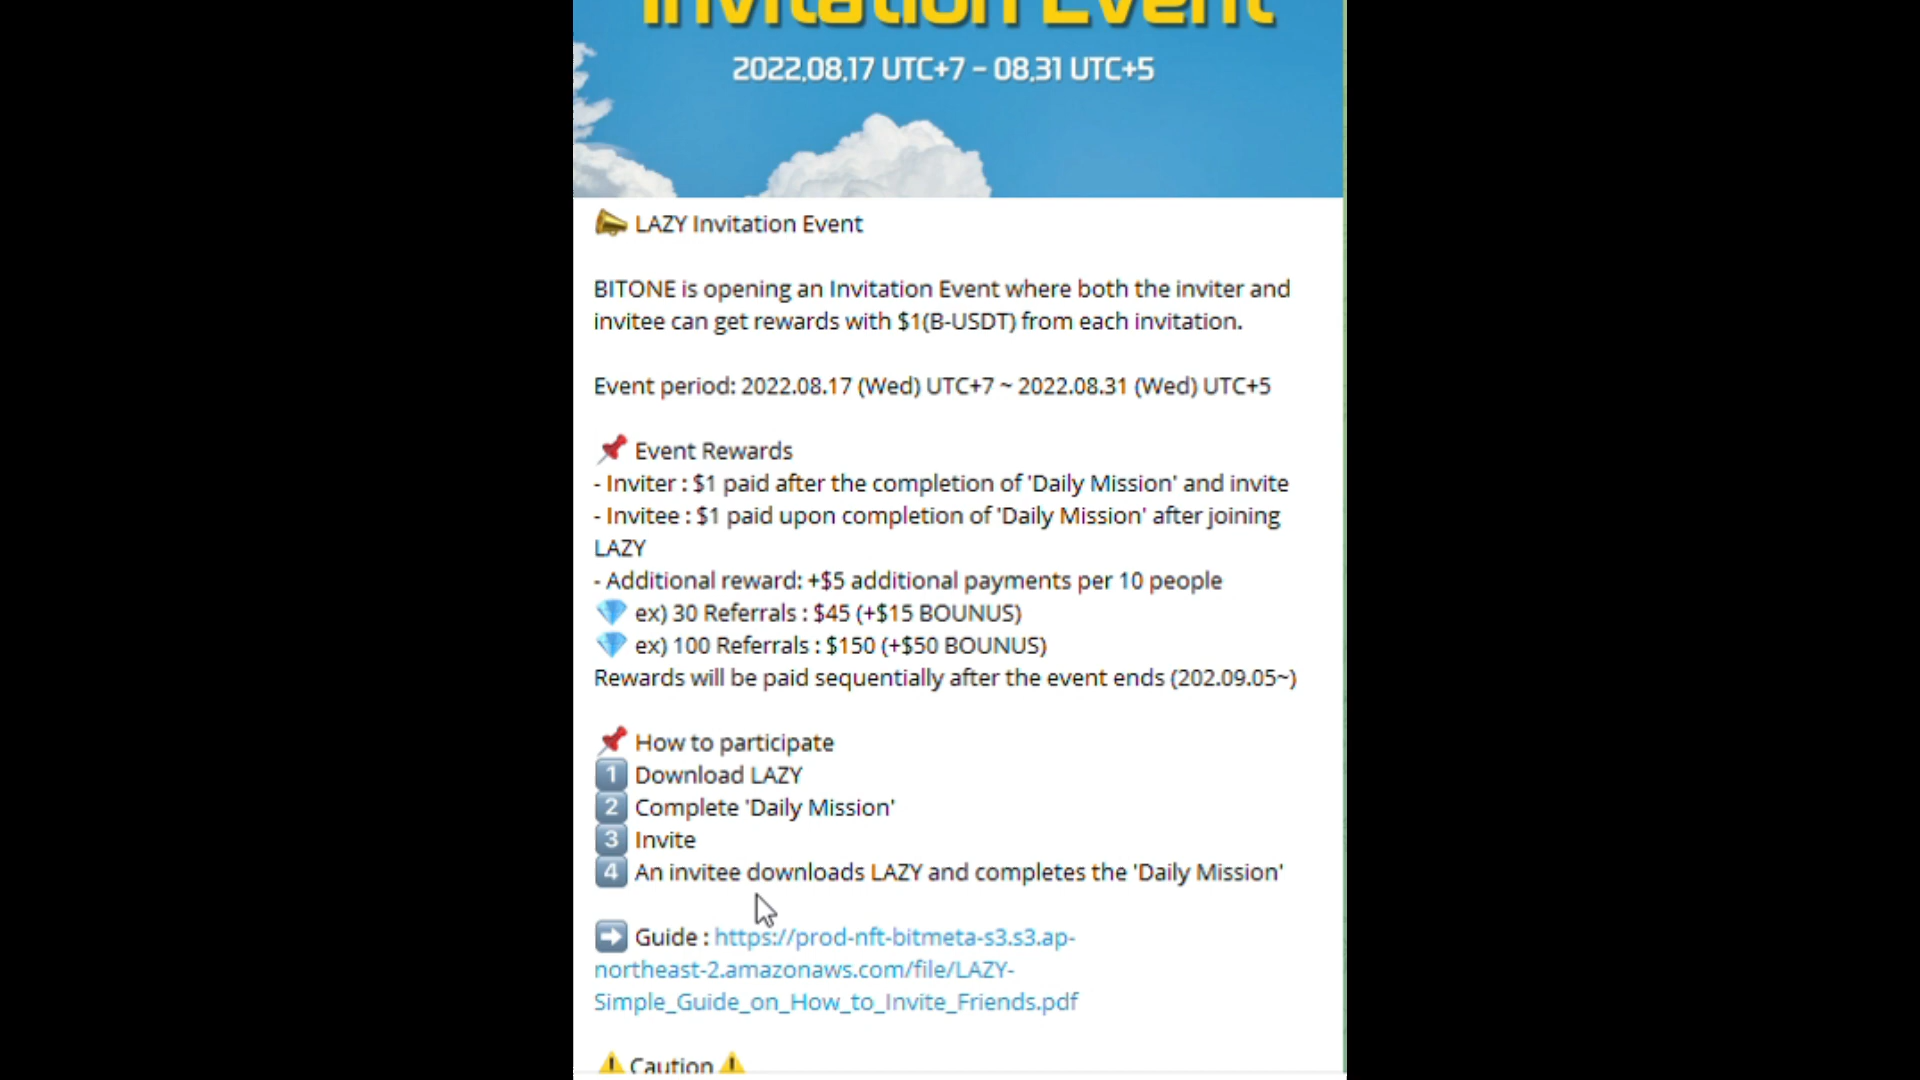 Invitation Event
2022.08.17 UTC+7 – 08.31 UTC+5
LAZY Invitation Event
BITONE is opening an Invitation Event where both the inviter and
invitee can get rewards with $1(B-USDT) from each invitation.
Event period: 2022.08.17 (Wed) UTC+7 ~ 2022.08.31 (Wed) UTC+5
Event Rewards
- Inviter : $1 paid after the completion of 'Daily Mission' and invite
- Invitee : $1 paid upon completion of 'Daily Mission' after joining
LAZY
- Additional reward: +$5 additional payments per 10 people
ex) 30 Referrals : $45 (+$15 BOUNUS)
ex) 100 Referrals : $150 (+$50 BOUNUS)
Rewards will be paid sequentially after the event ends (202.09.05~)
How to participate
1 Download LAZY
2 Complete 'Daily Mission'
3 Invite
4 An invitee downloads LAZY and completes the 'Daily Mission'
Guide : https://prod-nft-bitmeta-s3.s3.ap-
northeast-2.amazonaws.com/file/LAZY-
Simple_Guide_on_How_to_Invite_Friends.pdf
Caution